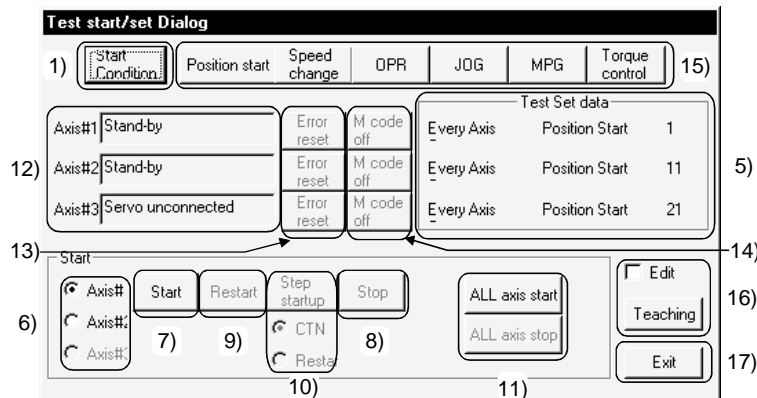 Test start/set Dialog
1) Start Condition Position start Speed change OPR JOG MPG Torque control 15)
Test Set data
Axis#1 Stand-by Error reset M code off Every Axis Position Start 1
12) Axis#2 Stand-by Error reset M code off Every Axis Position Start 11 5)
Axis#3 Servo unconnected Error reset M code off Every Axis Position Start 21
13) 14)
Start
Axis# Start Restart Step startup Stop ALL axis start Edit
6) Axis#2 7) 9) CTN 8) ALL axis stop Teaching 16)
Axis#3 Resta Exit 17)
10) 11)